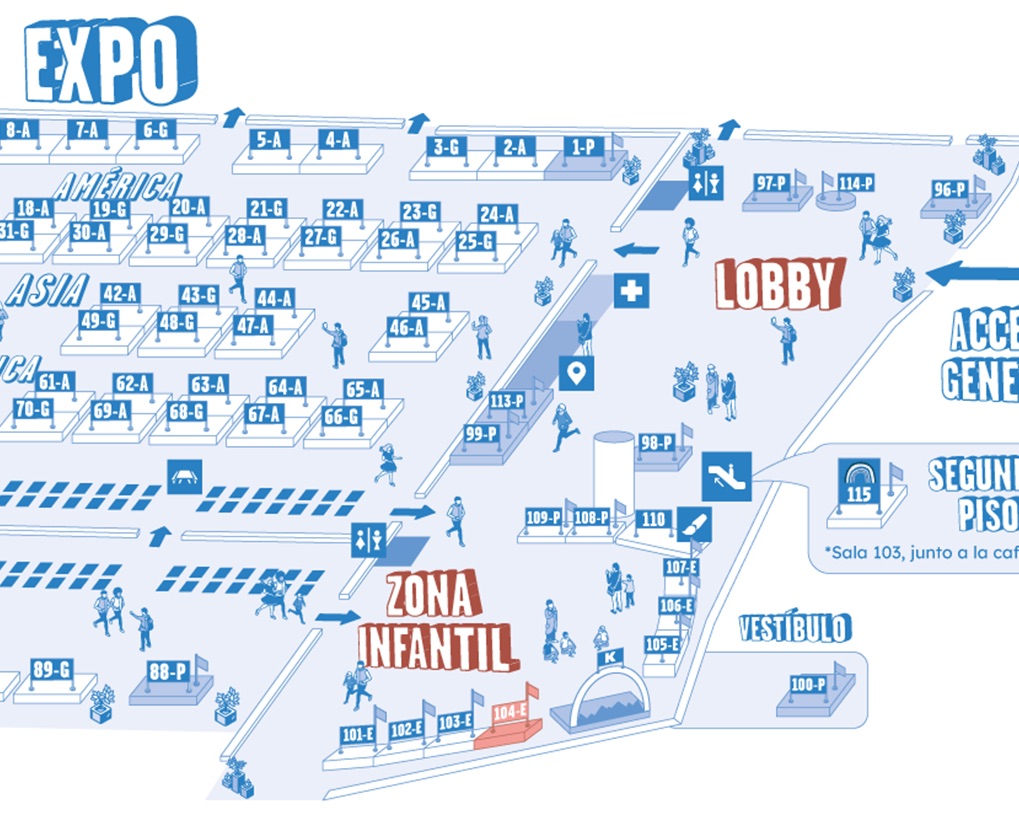 EXPO
8-A 7-A 6-G 5-A 4-A 3-G 2-A 1-P
97-P 114-P 96-P
AMÉRICA
18-A 19-G 20-A 21-G 22-A 23-G 24-A
31-G 30-A 29-G 28-A 27-G 26-A 25-G
LOBBY
ASIA
42-A 43-G 44-A 45-A
49-G 48-G 47-A 46-A
ACCE
GENE
ICA
61-A 62-A 63-A 64-A 65-A
70-G 69-A 68-G 67-A 66-G
113-P
99-P
98-P
115
SEGUN
PISO
*Sala 103, junto a la caf
109-P 108-P 110
107-E
106-E
105-E
ZONA
INFANTIL
VESTÍBULO
100-P
89-G 88-P
K
101-E 102-E 103-E 104-E